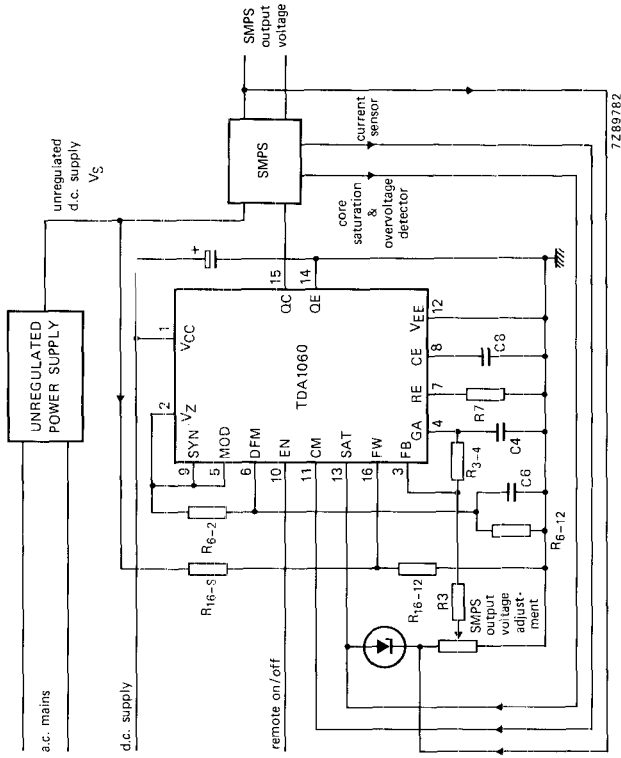 a.c. mains
UNREGULATED
POWER SUPPLY
unregulated
d.c. supply
VS
SMPS
output
voltage
d.c. supply
SMPS
current
sensor
core
saturation
&
overvoltage
detector
+
15
QC
14
QE
1
VCC
TDA1060
2
VZ
9
SYN
5
MOD
6
DFM
10
EN
11
CM
13
SAT
16
FW
3
FB
4
GA
7
RE
8
CE
12
VEE
remote on/off
R6-2
R16-S
R16-12
R3
R3-4
R7
C8
C4
C6
R6-12
SMPS
output
voltage
adjust-
ment
7Z89782